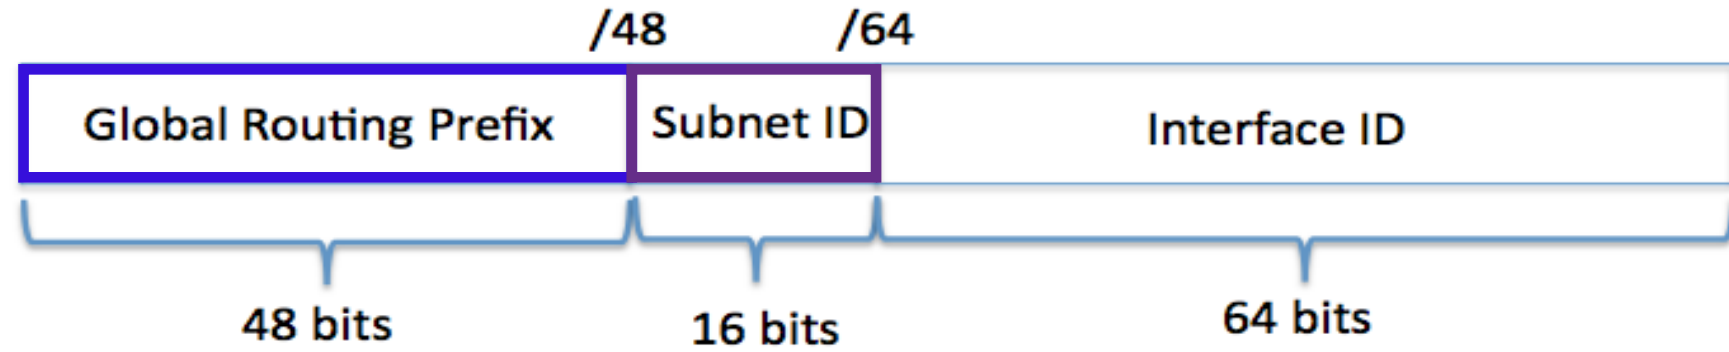 /48 /64
Global Routing Prefix Subnet ID Interface ID
48 bits 16 bits 64 bits